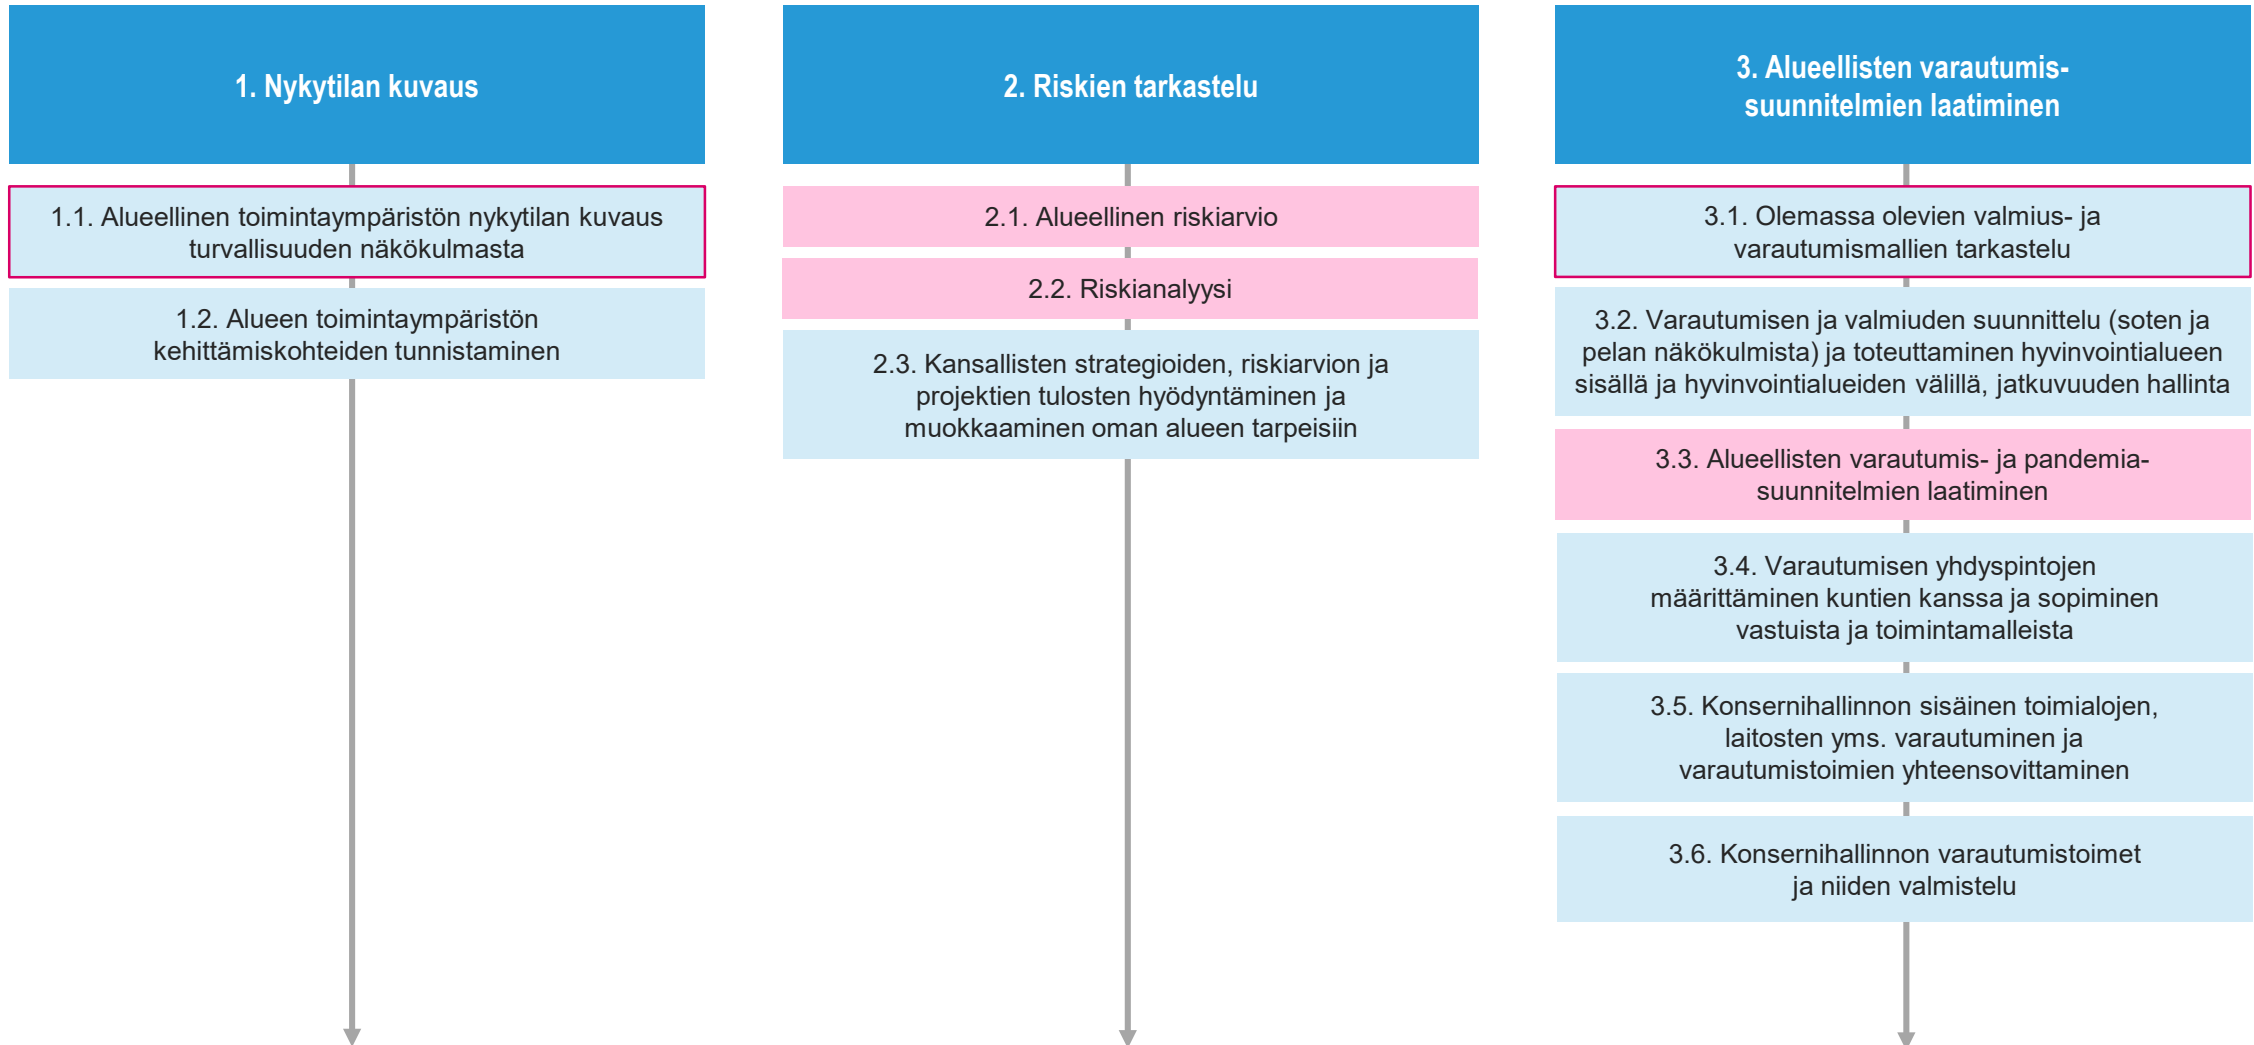 1. Nykytilan kuvaus
1.1. Alueellinen toimintaympäristön nykytilan kuvaus
turvallisuuden näkökulmasta
1.2. Alueen toimintaympäristön
kehittämiskohteiden tunnistaminen
2. Riskien tarkastelu
2.1. Alueellinen riskiarvio
2.2. Riskianalyysi
2.3. Kansallisten strategioiden, riskiarvion ja
projektien tulosten hyödyntäminen ja
muokkaaminen oman alueen tarpeisiin
3. Alueellisten varautumis-
suunnitelmien laatiminen
3.1. Olemassa olevien valmius- ja
varautumismallien tarkastelu
3.2. Varautumisen ja valmiuden suunnittelu (soten ja
pelan näkökulmista) ja toteuttaminen hyvinvointialueen
sisällä ja hyvinvointialueiden välillä, jatkuvuuden hallinta
3.3. Alueellisten varautumis- ja pandemia-
suunnitelmien laatiminen
3.4. Varautumisen yhdyspintojen
määrittäminen kuntien kanssa ja sopiminen
vastuista ja toimintamalleista
3.5. Konsernihallinnon sisäinen toimialojen,
laitosten yms. varautuminen ja
varautumistoimien yhteensovittaminen
3.6. Konsernihallinnon varautumistoimet
ja niiden valmistelu